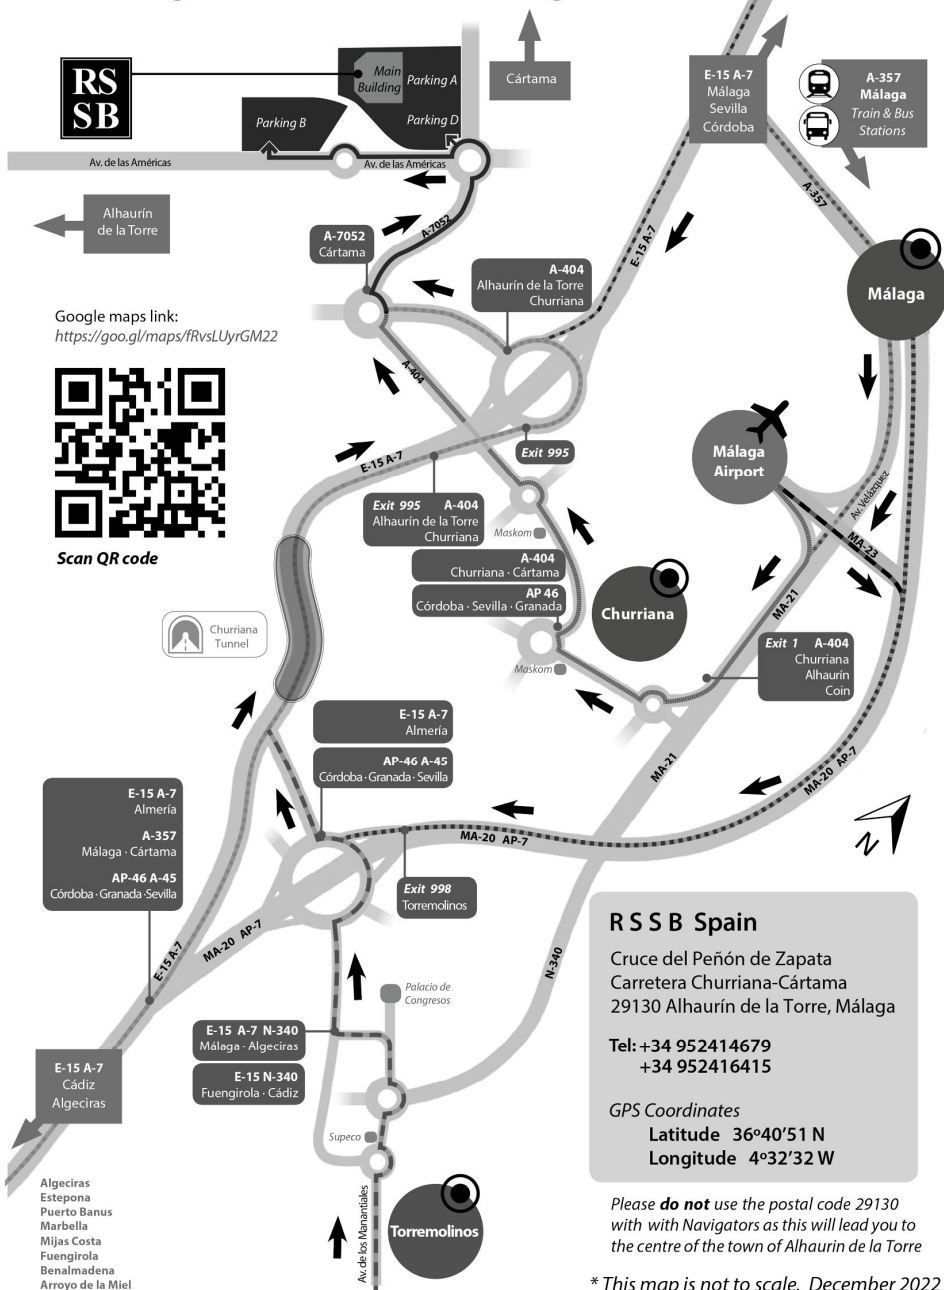 RS
SB
Main
Building
Parking A
Parking B
Parking D
Av. de las Américas
Av. de las Américas
Cártama
E-15 A-7
Málaga
Sevilla
Córdoba
A-357
Málaga
Train & Bus
Stations
Alhaurín
de la Torre
A-7052
Cártama
A-7052
A-404
Alhaurín de la Torre
Churriana
E-15 A-7
A-357
Málaga
Google maps link:
https://goo.gl/maps/fRvsLUyrGM22
Scan QR code
A-404
E-15 A-7
Exit 995
Exit 995 A-404
Alhaurín de la Torre
Churriana
Málaga
Airport
Av. Velázquez
MA-23
Maskom
A-404
Churriana · Cártama
AP 46
Córdoba · Sevilla · Granada
Churriana
MA-21
Maskom
Exit 1 A-404
Churriana
Alhaurín
Coin
Churriana
Tunnel
E-15 A-7
Almería
AP-46 A-45
Córdoba·Granada·Sevilla
MA-21
MA-20 AP-7
E-15 A-7
Almería
A-357
Málaga · Cártama
AP-46 A-45
Córdoba·Granada·Sevilla
MA-20 AP-7
N
Exit 998
Torremolinos
E-15 A-7
MA-20 AP-7
N-340
Palacio de
Congresos
E-15 A-7 N-340
Málaga · Algeciras
E-15 N-340
Fuengirola · Cádiz
E-15 A-7
Cádiz
Algeciras
Supeco
Av. de los Manantiales
Torremolinos
Algeciras
Estepona
Puerto Banus
Marbella
Mijas Costa
Fuengirola
Benalmadena
Arroyo de la Miel
R S S B Spain
Cruce del Peñón de Zapata
Carretera Churriana-Cártama
29130 Alhaurín de la Torre, Málaga
Tel: +34 952414679
+34 952416415
GPS Coordinates
Latitude 36º40’51 N
Longitude 4º32’32 W
Please do not use the postal code 29130
with with Navigators as this will lead you to
the centre of the town of Alhaurin de la Torre
* This map is not to scale. December 2022